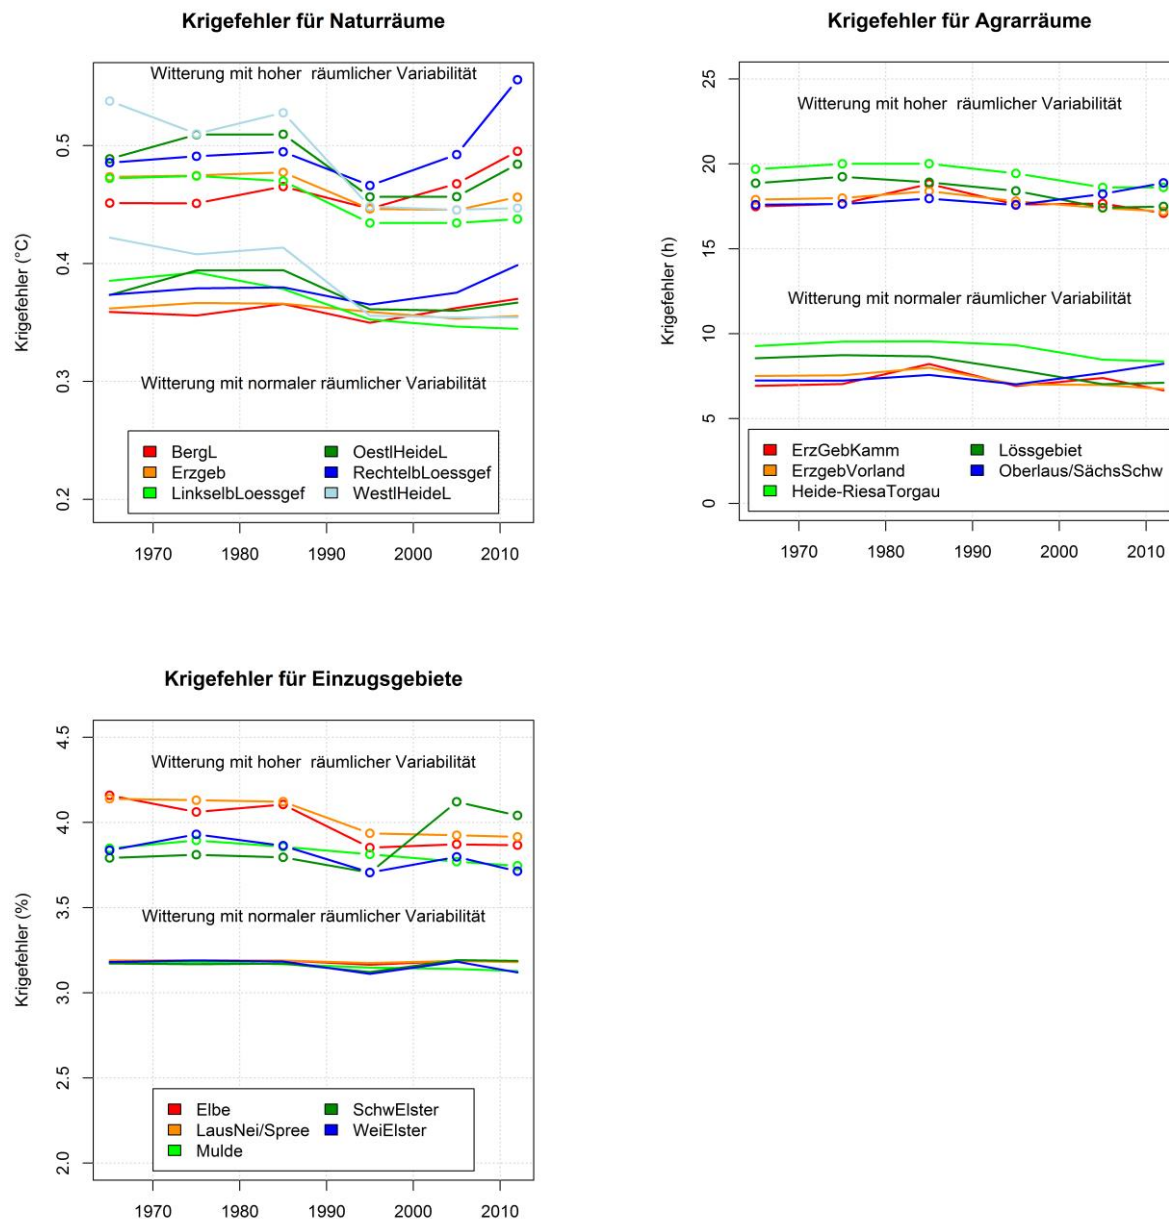 Krigefehler für Naturräume
Witterung mit hoher räumlicher Variabilität
Witterung mit normaler räumlicher Variabilität
Krigefehler (°C)
0.5
0.4
0.3
0.2
BergL
Erzgeb
LinkselbLoessgef
OestlHeideL
RechtelbLoessgef
WestlHeideL
1970 1980 1990 2000 2010
Krigefehler für Agrarräume
Witterung mit hoher räumlicher Variabilität
Witterung mit normaler räumlicher Variabilität
Krigefehler (h)
25
20
15
10
5
0
ErzGebKamm
ErzgebVorland
Heide-RiesaTorgau
Lössgebiet
Oberlaus/SächsSchw
1970 1980 1990 2000 2010
Krigefehler für Einzugsgebiete
Witterung mit hoher räumlicher Variabilität
Witterung mit normaler räumlicher Variabilität
Krigefehler (%)
4.5
4.0
3.5
3.0
2.5
2.0
Elbe
LausNei/Spree
Mulde
SchwElster
WeiElster
1970 1980 1990 2000 2010